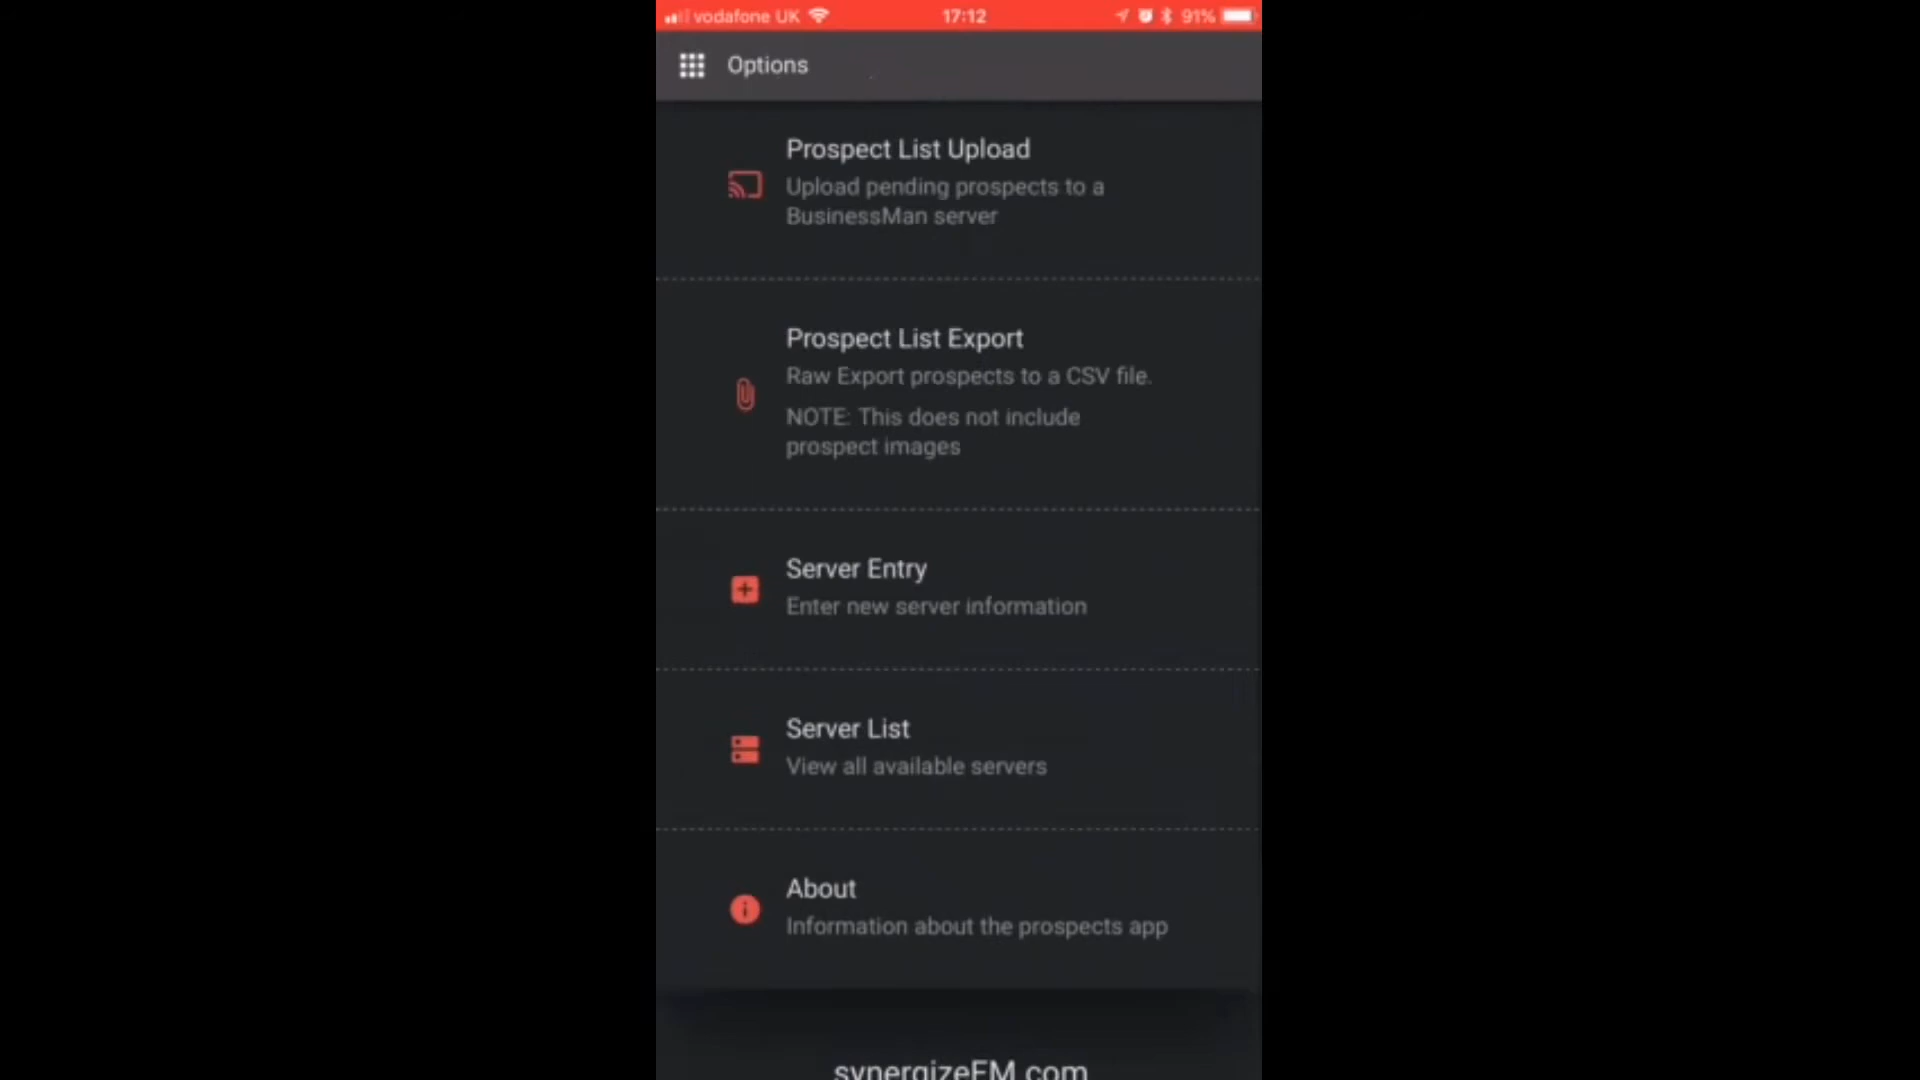 vodafone UK 17:12 91%
Options
Prospect List Upload
Upload pending prospects to a
BusinessMan server
Prospect List Export
Raw Export prospects to a CSV file.
NOTE: This does not include
prospect images
Server Entry
Enter new server information
Server List
View all available servers
About
Information about the prospects app
synergizeFM.com